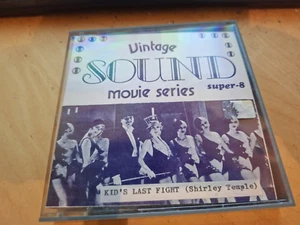 Vintage
SOUND
movie series
super-8
KID'S LAST FIGHT (Shirley Temple)